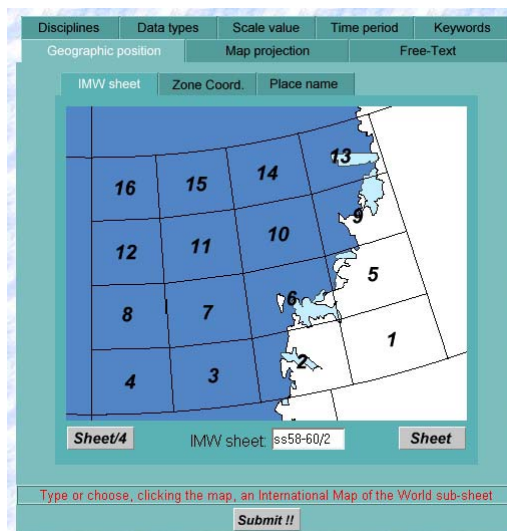 Disciplines Data types Scale value Time period Keywords
Geographic position Map projection Free-Text
IMW sheet Zone Coord. Place name
13
14
15
16
9
10
11
12
5
6
7
8
1
2
3
4
Sheet/4 IMW sheet: ss58-60/2 Sheet
Type or choose, clicking the map, an International Map of the World sub-sheet
Submit !!